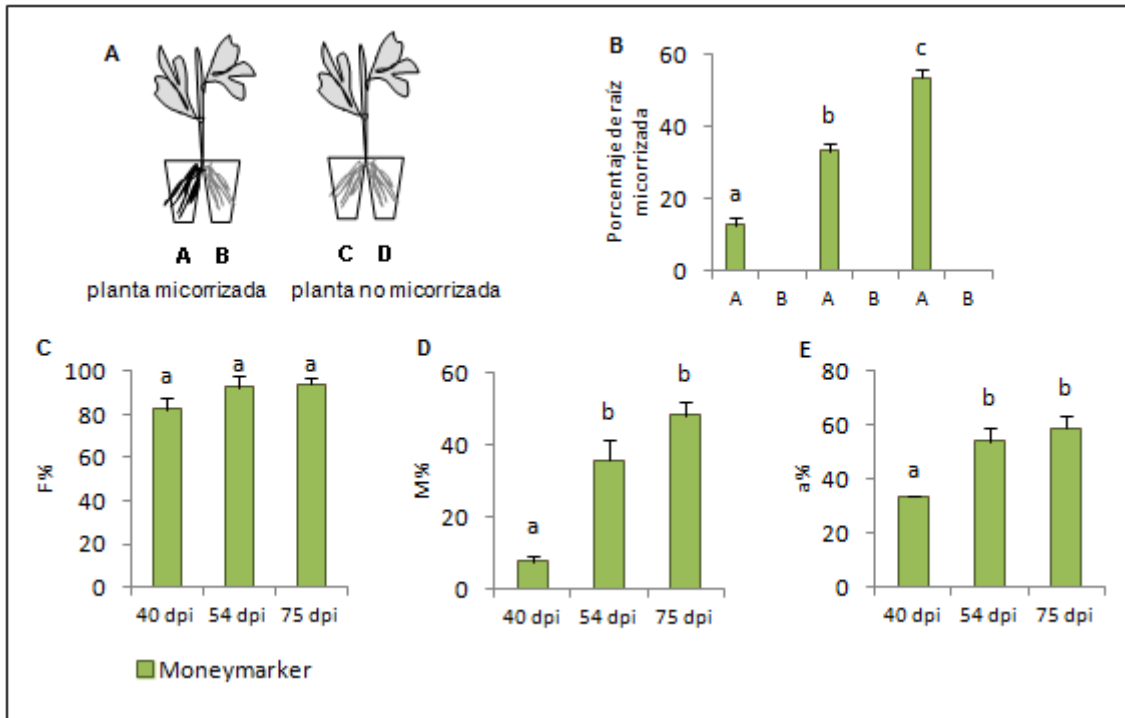 A
A B
planta micorrizada
C D
planta no micorrizada
B
Porcentaje de raíz
micorrizada
60
40
20
0
a
b
c
A B A B A B
C
F%
100
80
60
40
20
0
a a a
40 dpi 54 dpi 75 dpi
D
M%
60
40
20
0
a
b
b
40 dpi 54 dpi 75 dpi
E
a%
80
60
40
20
0
a
b
b
40 dpi 54 dpi 75 dpi
Moneymarker